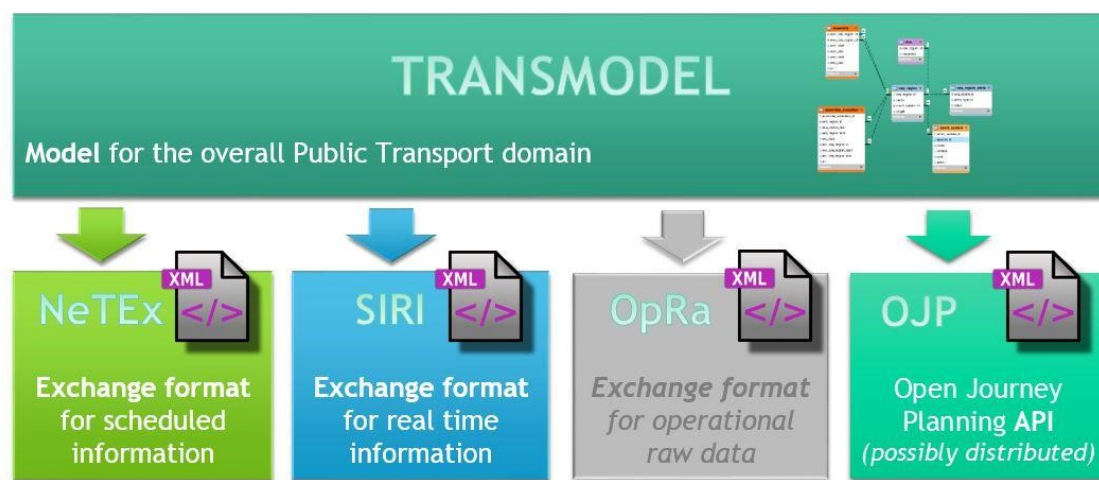 TRANSMODEL
Model for the overall Public Transport domain
XML
NeTEx </>
Exchange format
for scheduled
information
XML
SIRI </>
Exchange format
for real time
information
XML
OpRa </>
Exchange format
for operational
raw data
XML
OJP </>
Open Journey
Planning API
(possibly distributed)